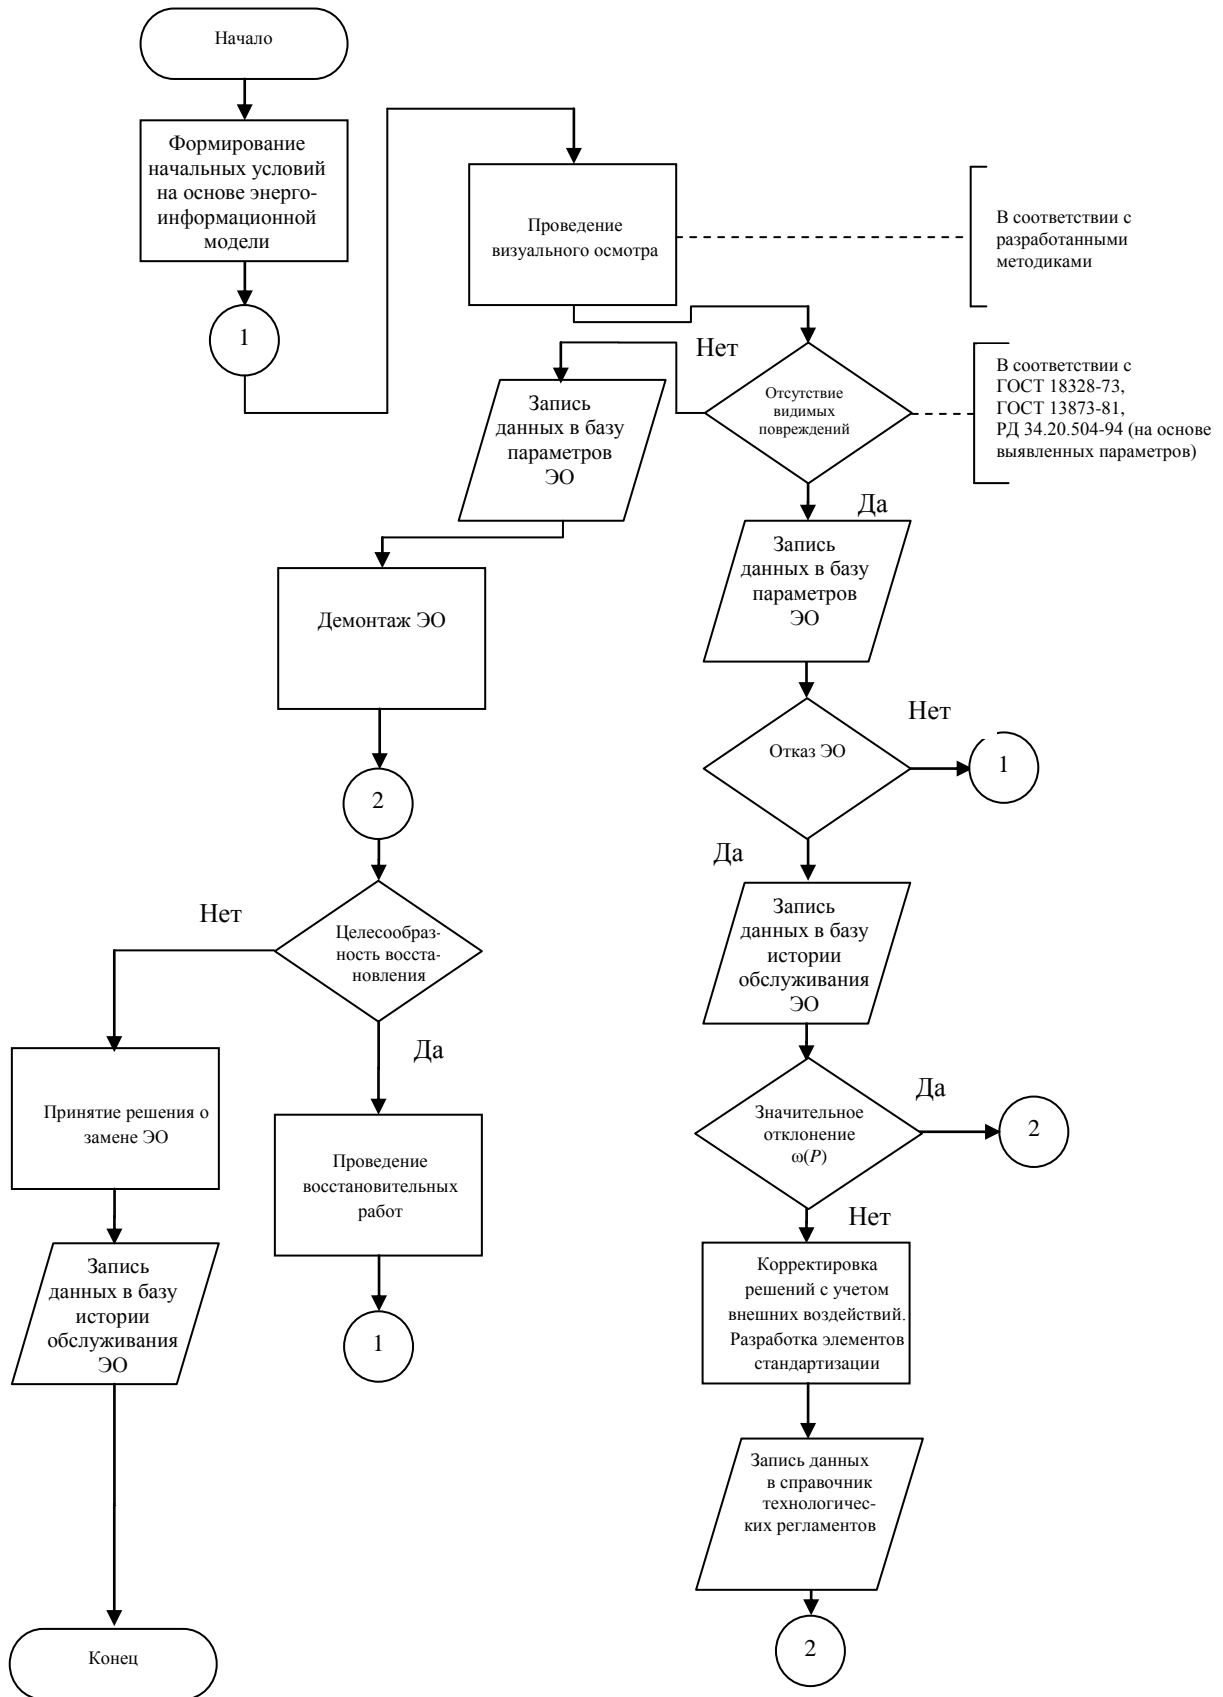 Начало
Формирование
начальных условий
на основе энерго-
информационной
модели
1
Проведение
визуального осмотра
В соответствии с
разработанными
методиками
Нет
Отсутствие
видимых
повреждений
В соответствии с
ГОСТ 18328-73,
ГОСТ 13873-81,
РД 34.20.504-94 (на основе
выявленных параметров)
Запись
данных в базу
параметров
ЭО
Да
Запись
данных в базу
параметров
ЭО
Демонтаж ЭО
Отказ ЭО
Нет
1
2
Да
Запись
данных в базу
истории
обслуживания
ЭО
Нет
Целесообраз-
ность восста-
новления
Да
Значительное
отклонение
ω(P)
Да
2
Нет
Принятие решения о
замене ЭО
Проведение
восстановительных
работ
Корректировка
решений с учетом
внешних воздействий.
Разработка элементов
стандартизации
Запись
данных в базу
истории
обслуживания
ЭО
1
Запись данных
в справочник
технологичес-
ких регламентов
2
Конец